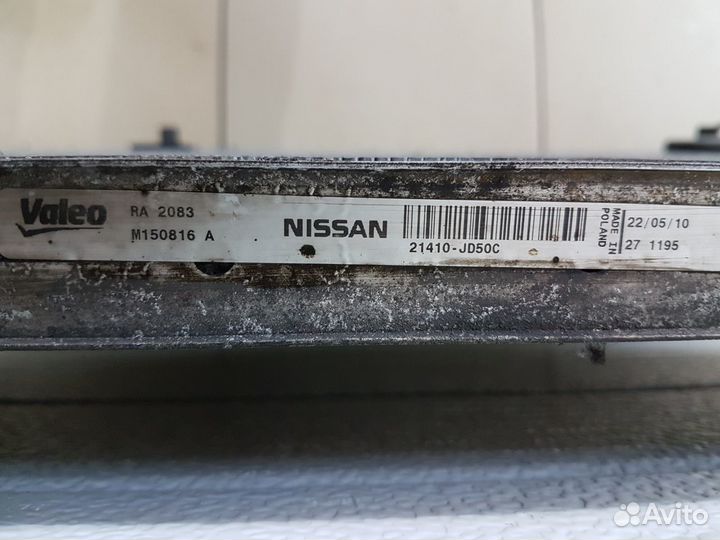 Valeo
RA 2083
M150816 A
NISSAN
21410-JD50C
MADE IN
POLAND
22/05/10
27 1195
Avito